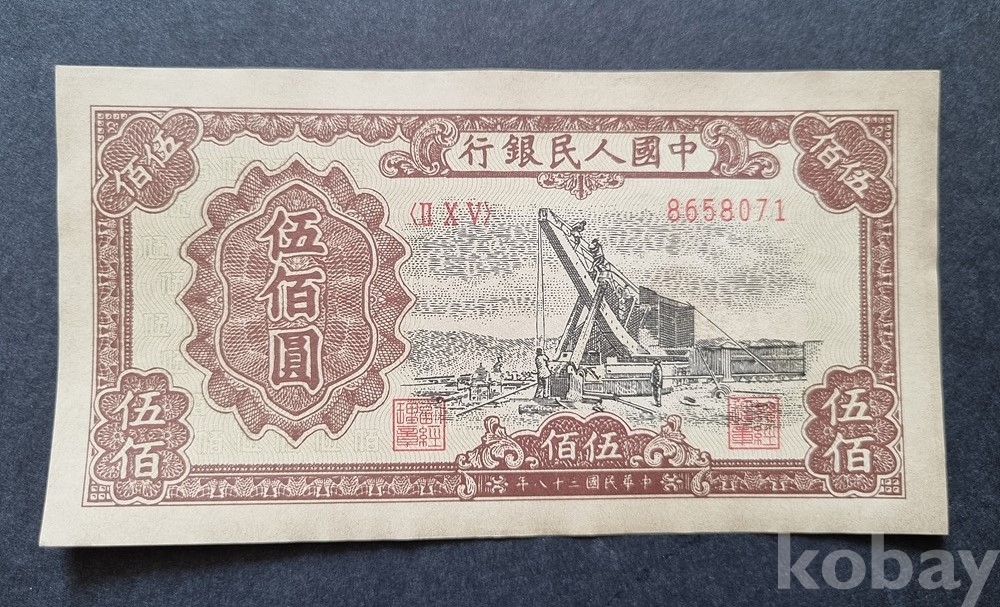 中國人民銀行
伍佰
伍佰
〈II X V〉
8658071
伍佰圓
伍佰
伍佰
伍佰
中華民國三十八年
kobay